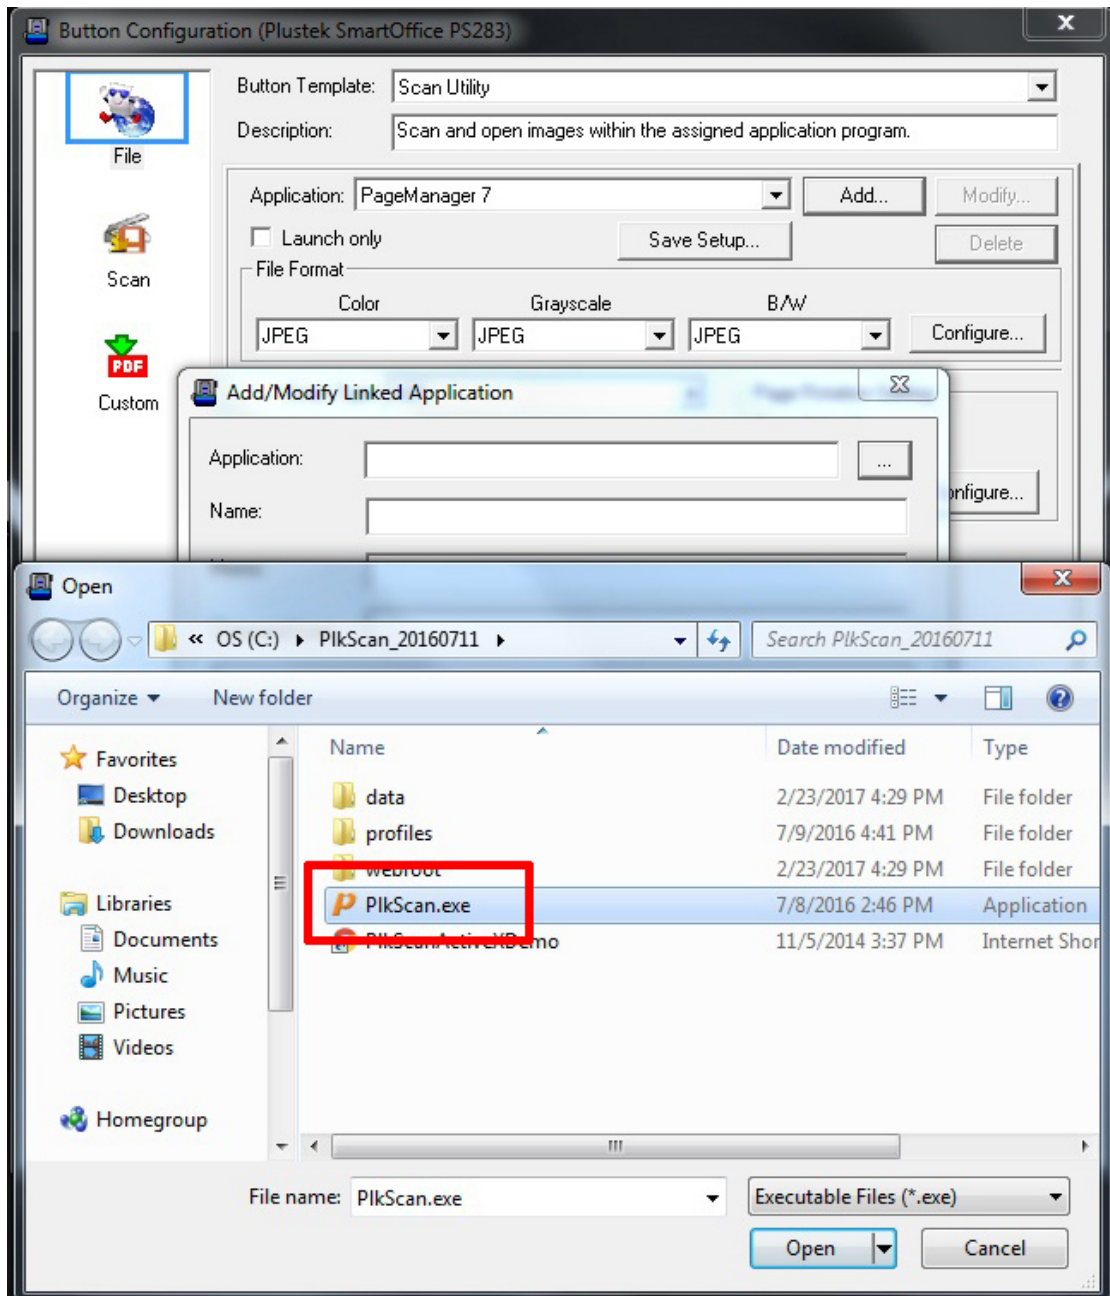 Button Configuration (Plustek SmartOffice PS283)
Button Template: Scan Utility
Description: Scan and open images within the assigned application program.
File
Application: PageManager 7 Add... Modify...
Launch only Save Setup... Delete
Scan
File Format
Color Grayscale B/W
JPEG JPEG JPEG Configure...
PDF
Custom
Add/Modify Linked Application
Application: ...
Name:
onfigure...
Open
« OS (C:) PlkScan_20160711 Search PlkScan_20160711
Organize New folder
Name Date modified Type
Favorites
Desktop
Downloads
Libraries
Documents
Music
Pictures
Videos
Homegroup
data 2/23/2017 4:29 PM File folder
profiles 7/9/2016 4:41 PM File folder
webroot 2/23/2017 4:29 PM File folder
PlkScan.exe 7/8/2016 2:46 PM Application
PlkScanActiveXDemo 11/5/2014 3:37 PM Internet Shor
File name: PlkScan.exe Executable Files (*.exe)
Open Cancel